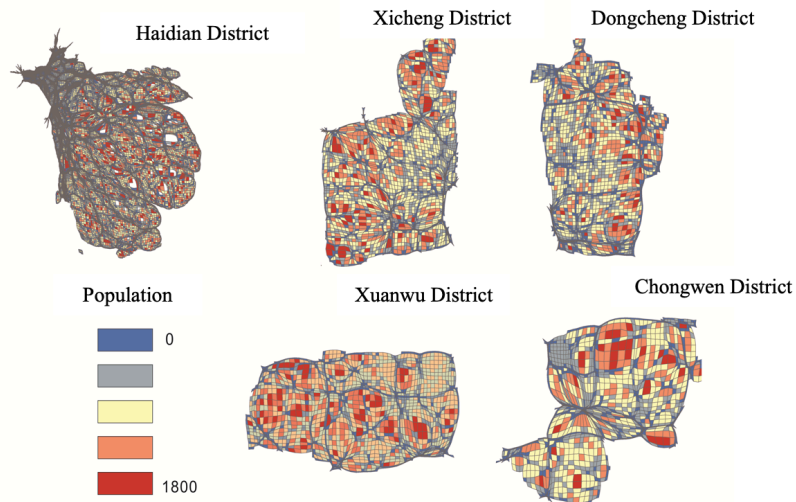 Haidian District
Xicheng District
Dongcheng District
Population
0
1800
Xuanwu District
Chongwen District